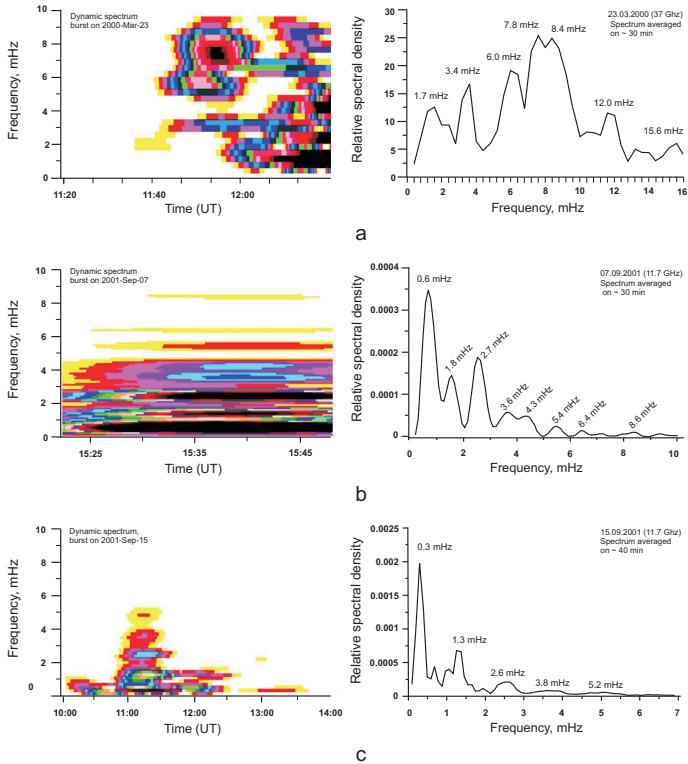 Dynamic spectrum
burst on 2000-Mar-23
Frequency, mHz
10
8
6
4
2
0
11:20
11:40
12:00
Time (UT)
23.03.2000 (37 Ghz)
Spectrum averaged
on ~ 30 min
Relative spectral density
30
25
20
15
10
5
0
1.7 mHz
3.4 mHz
6.0 mHz
7.8 mHz
8.4 mHz
12.0 mHz
15.6 mHz
0
2
4
6
8
10
12
14
16
Frequency, mHz
a
Dynamic spectrum
burst on 2001-Sep-07
Frequency, mHz
10
8
6
4
2
0
15:25
15:35
15:45
Time (UT)
07.09.2001 (11.7 GHz)
Spectrum averaged
on ~ 30 min
Relative spectral density
0.0004
0.0003
0.0002
0.0001
0
0.6 mHz
1.8 mHz
2.7 mHz
3.6 mHz
4.3 mHz
5.4 mHz
6.4 mHz
8.6 mHz
0
2
4
6
8
10
Frequency, mHz
b
Dynamic spectrum,
burst on 2001-Sep-15
Frequency, mHz
10
8
6
4
2
0
10:00
11:00
12:00
13:00
14:00
Time (UT)
15.09.2001 (11.7 Ghz)
Spectrum averaged
on ~ 40 min
Relative spectral density
0.0025
0.002
0.0015
0.001
0.0005
0
0.3 mHz
1.3 mHz
2.6 mHz
3.8 mHz
5.2 mHz
0
1
2
3
4
5
6
7
Frequency, mHz
c